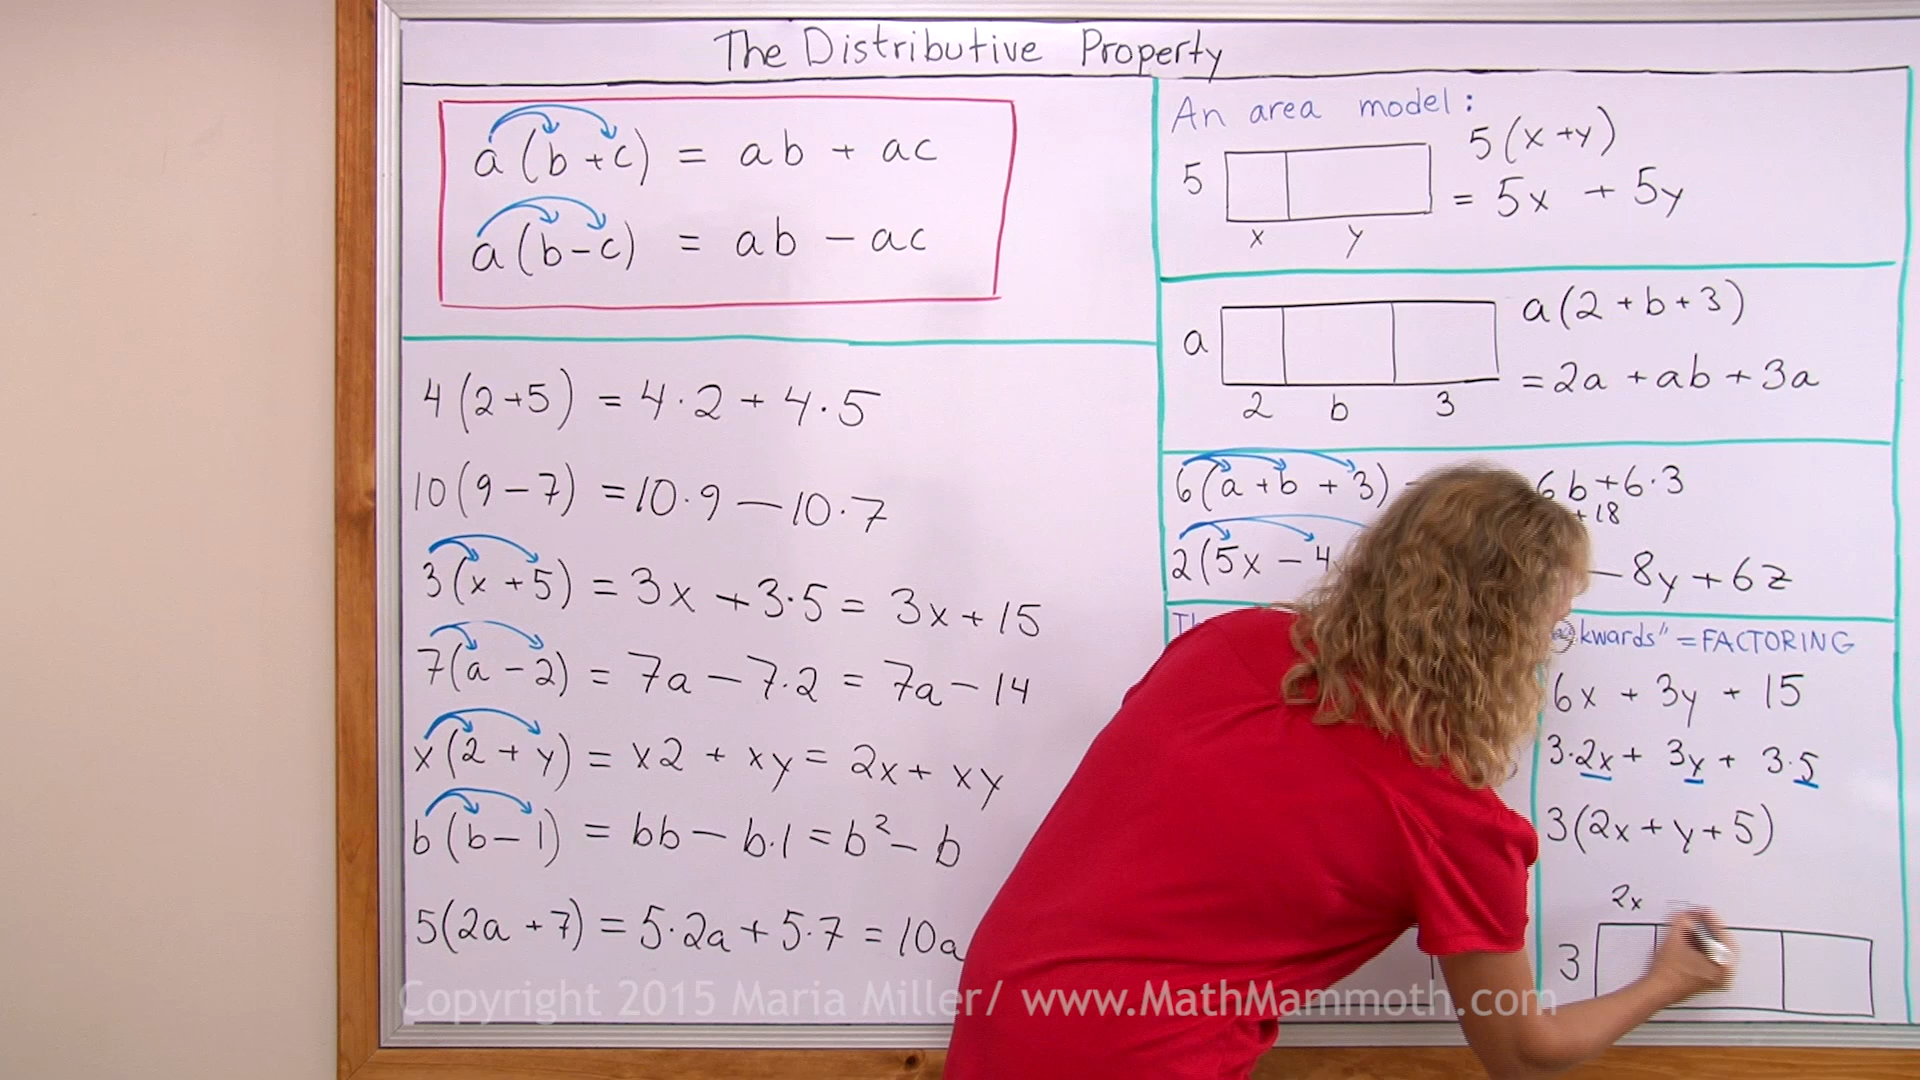 The Distributive Property
a(b+c) = ab + ac
a(b-c) = ab - ac
4(2+5) = 4·2 + 4·5
10(9-7) = 10·9 - 10·7
3(x+5) = 3x + 3·5 = 3x + 15
7(a-2) = 7a - 7·2 = 7a - 14
x(2+y) = x2 + xy = 2x + xy
b(b-1) = bb - b·1 = b² - b
5(2a+7) = 5·2a + 5·7 = 10a
An area model:
5(x+y)
5
= 5x + 5y
x y
a(2+b+3)
a
= 2a + ab + 3a
2 b 3
6(a+b+3) 6b + 6·3
+18
2(5x - 4 - 8y + 6z
kwards" = FACTORING
6x + 3y + 15
3·2x + 3y + 3·5
3(2x + y + 5)
2x
3
Copyright 2015 Maria Miller/ www.MathMammoth.com